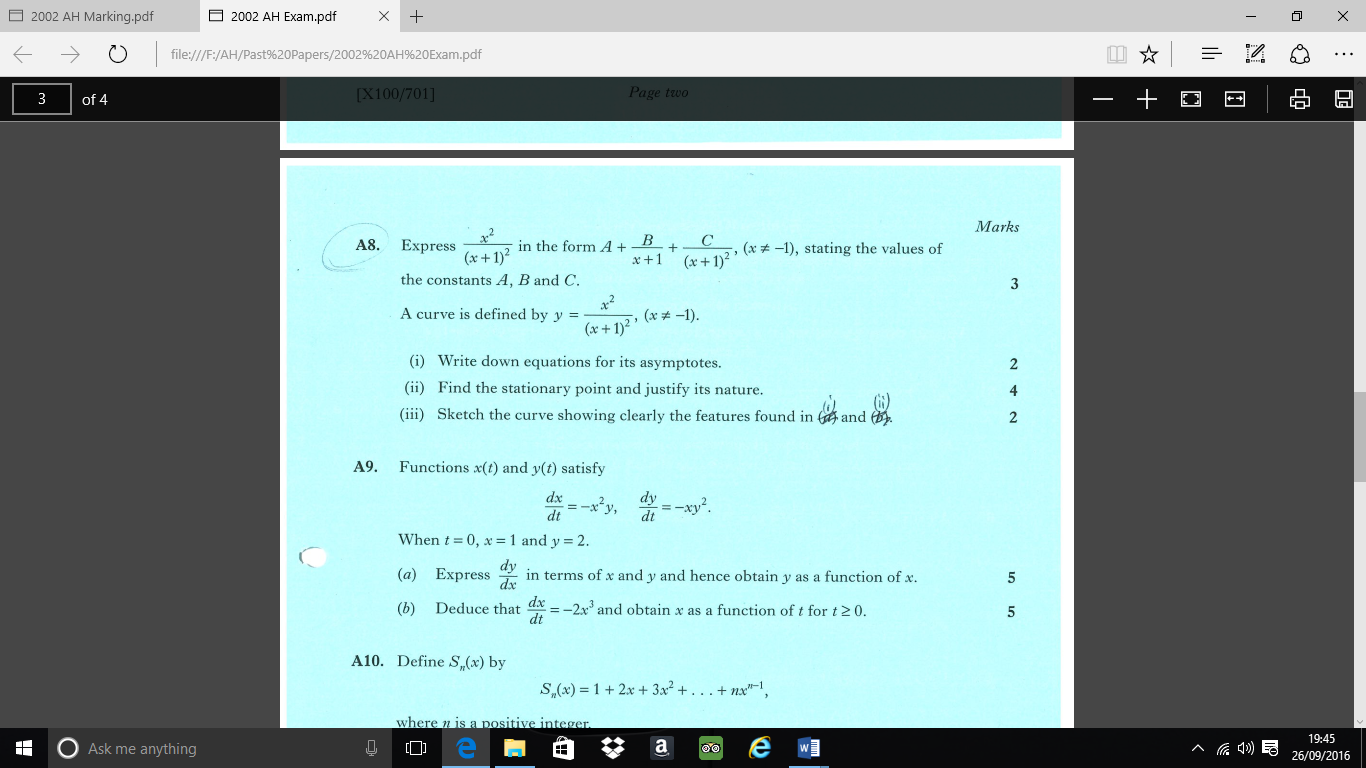 2002 AH Marking.pdf
2002 AH Exam.pdf
file:///F:/AH/Past%20Papers/2002%20AH%20Exam.pdf
3 of 4
[X100/701] Page two
Marks
A8. Express x²/(x+1)² in the form A + B/(x+1) + C/(x+1)², (x ≠ −1), stating the values of
the constants A, B and C. 3
A curve is defined by y = x²/(x+1)², (x ≠ −1).
(i) Write down equations for its asymptotes. 2
(ii) Find the stationary point and justify its nature. 4
(iii) Sketch the curve showing clearly the features found in (i) and (ii). 2
A9. Functions x(t) and y(t) satisfy
dx/dt = −x²y, dy/dt = −xy².
When t = 0, x = 1 and y = 2.
(a) Express dy/dx in terms of x and y and hence obtain y as a function of x. 5
(b) Deduce that dx/dt = −2x³ and obtain x as a function of t for t ≥ 0. 5
A10. Define Sₙ(x) by
Sₙ(x) = 1 + 2x + 3x² + . . . + nxⁿ⁻¹,
where n is a positive integer.
Ask me anything
19:45
26/09/2016